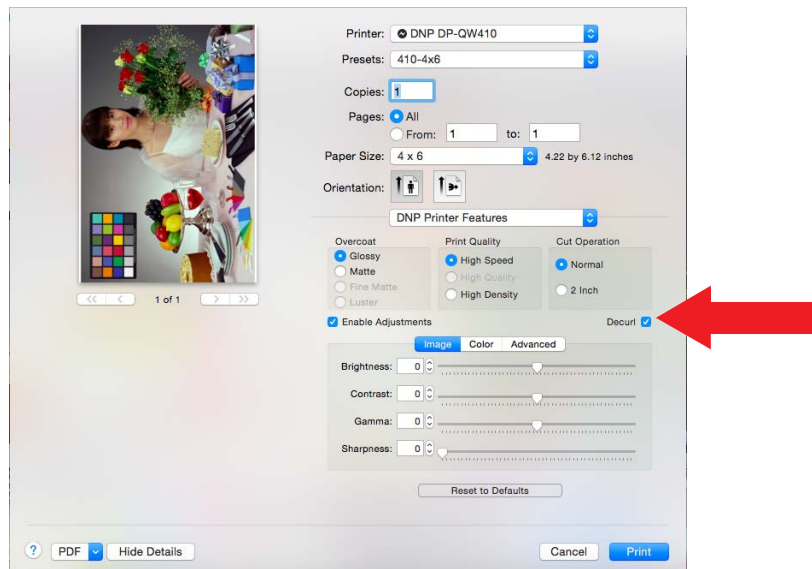 Printer: DNP DP-QW410
Presets: 410-4x6
Copies: 1
Pages: All
From: 1 to: 1
Paper Size: 4 x 6 4.22 by 6.12 inches
Orientation:
DNP Printer Features
Overcoat Print Quality Cut Operation
Glossy High Speed Normal
Matte High Quality 2 Inch
Fine Matte High Density
Luster
<< < 1 of 1 > >>
Enable Adjustments Decurl
Image Color Advanced
Brightness: 0
Contrast: 0
Gamma: 0
Sharpness: 0
Reset to Defaults
? PDF Hide Details Cancel Print